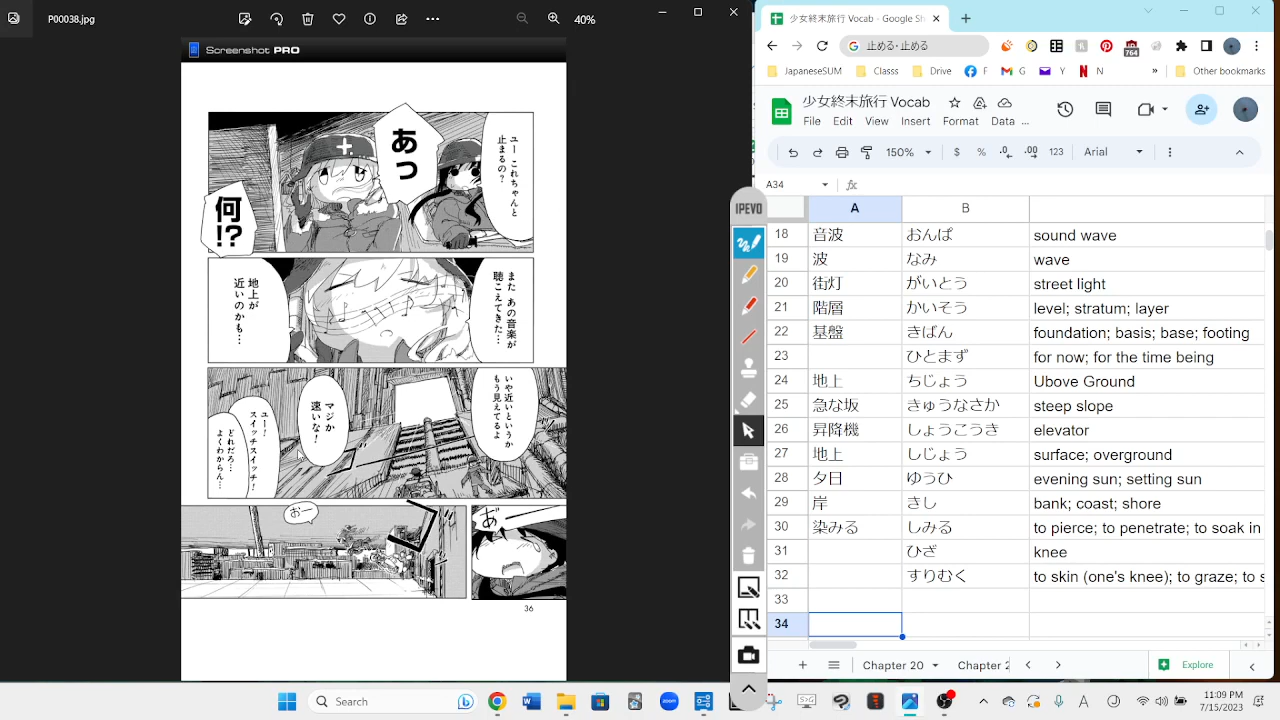 P00038.jpg
40%
Screenshot PRO
ユー これちゃんと
止まるの?
あっ
何!?
また あの音楽が
聴こえてきた…
地上が
近いのかも…
いや近いというか
もう見えてるよ
マジか
速いな!
ユー!
スイッチスイッチ!
どれだろ…
よくわからん…
あ゛ー
おー
36
IPEVO
少女終末旅行 Vocab - Google Sh
止める・止める
764
JapaneseSUM
Classs
Drive
F
G
Y
N
»
Other bookmarks
少女終末旅行 Vocab
File Edit View Insert Format Data ...
150% .0 .00 123 Arial
A34
fx
A B
18 音波 おんぱ sound wave
19 波 なみ wave
20 街灯 がいとう street light
21 階層 かいそう level; stratum; layer
22 基盤 きばん foundation; basis; base; footing
23 ひとまず for now; for the time being
24 地上 ちじょう Ubove Ground
25 急な坂 きゅうなさか steep slope
26 昇降機 しょうこうき elevator
27 地上 しじょう surface; overground
28 夕日 ゆうひ evening sun; setting sun
29 岸 きし bank; coast; shore
30 染みる しみる to pierce; to penetrate; to soak in
31 ひざ knee
32 すりむく to skin (one's knee); to graze; to s
33
34
Chapter 20
Chapter 2
Explore
Search
zoom
A
11:09 PM
7/15/2023